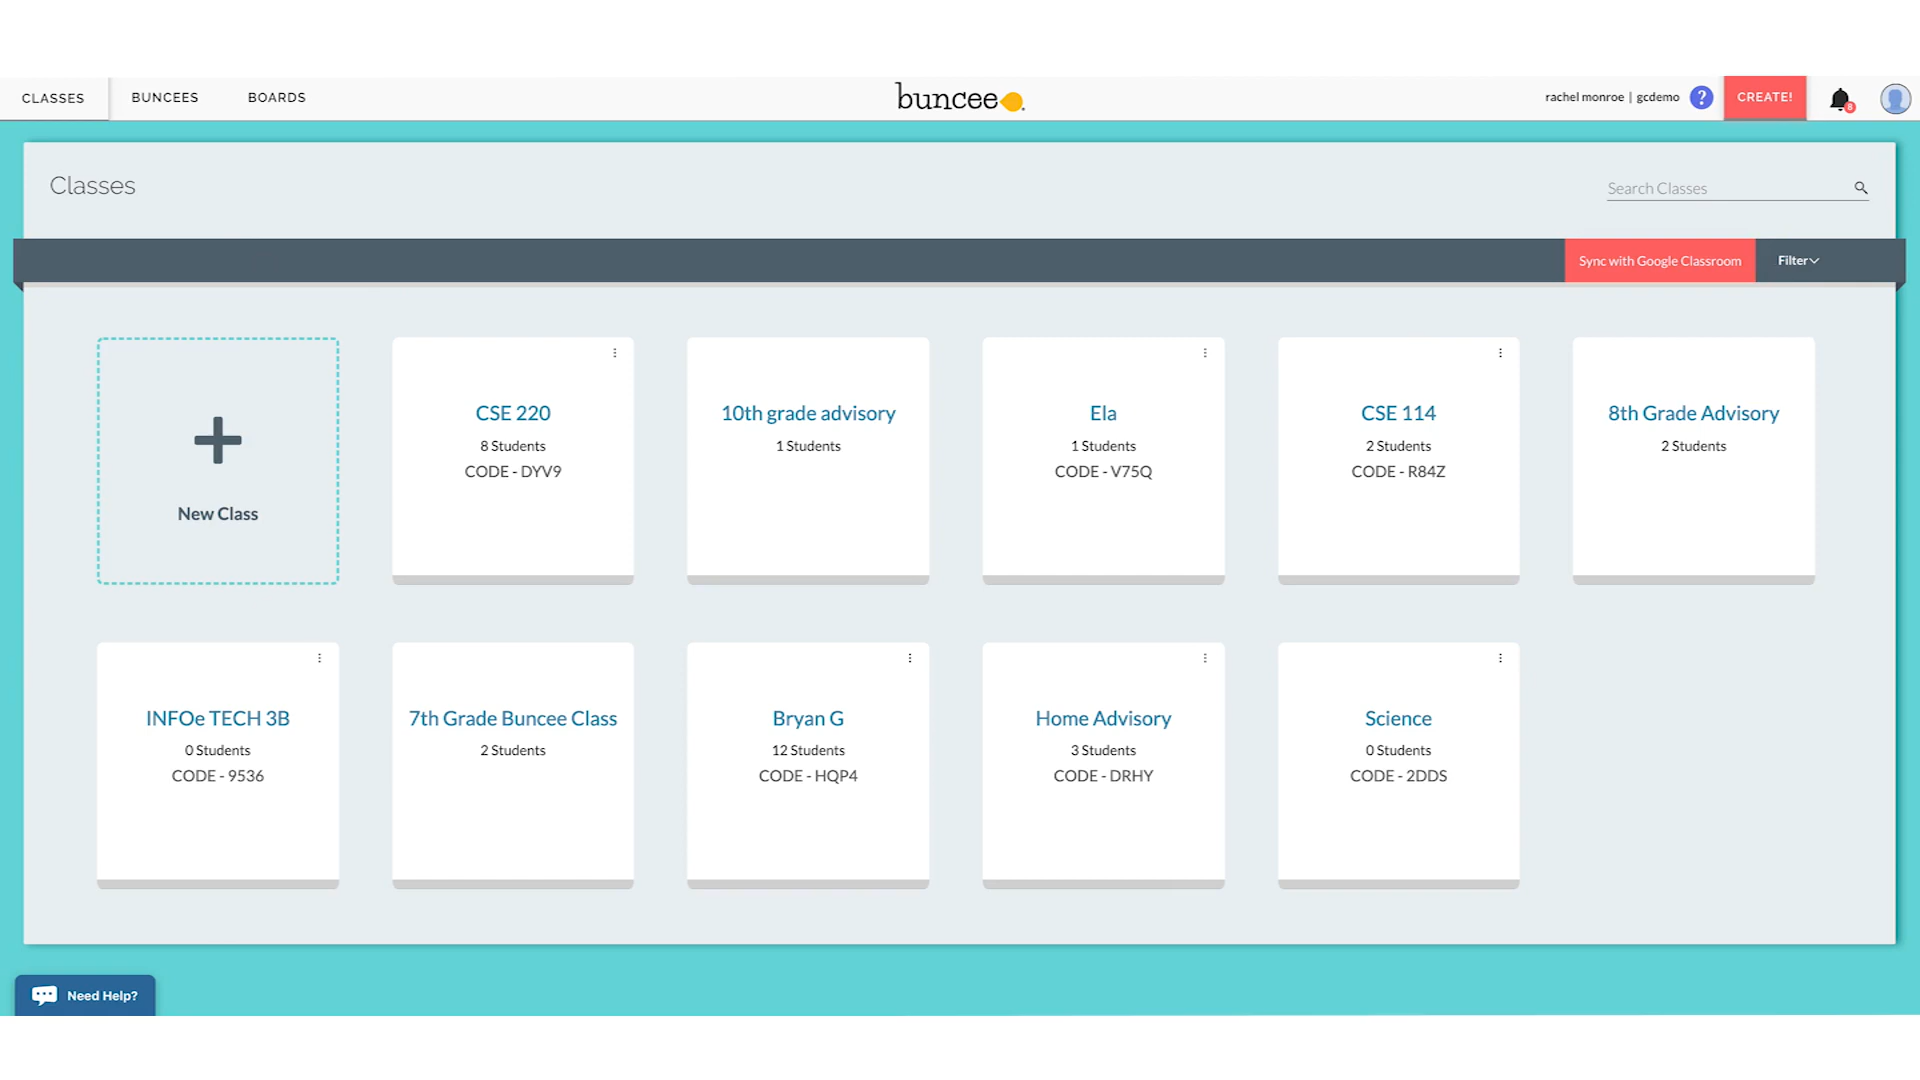 CLASSES
BUNCEES
BOARDS
buncee
rachel monroe | gcdemo
?
CREATE!
8
Classes
Search Classes
Sync with Google Classroom
Filter
New Class
CSE 220
8 Students
CODE - DYV9
10th grade advisory
1 Students
Ela
1 Students
CODE - V75Q
CSE 114
2 Students
CODE - R84Z
8th Grade Advisory
2 Students
INFOe TECH 3B
0 Students
CODE - 9536
7th Grade Buncee Class
2 Students
Bryan G
12 Students
CODE - HQP4
Home Advisory
3 Students
CODE - DRHY
Science
0 Students
CODE - 2DDS
Need Help?